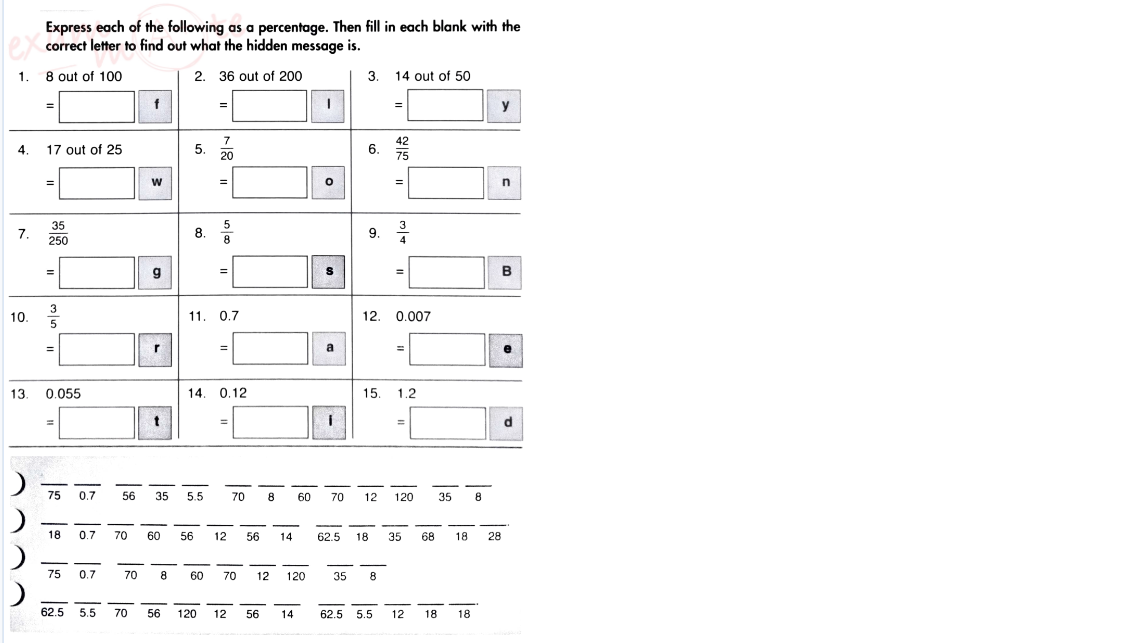 Express each of the following as a percentage. Then fill in each blank with the
correct letter to find out what the hidden message is.
1. 8 out of 100 2. 36 out of 200 3. 14 out of 50
= f = l = y
4. 17 out of 25 5. 7/20 6. 42/75
= w = o = n
7. 35/250 8. 5/8 9. 3/4
= g = s = B
10. 3/5 11. 0.7 12. 0.007
= r = a = e
13. 0.055 14. 0.12 15. 1.2
= t = i = d
75 0.7 56 35 5.5 70 8 60 70 12 120 35 8
18 0.7 70 60 56 12 56 14 62.5 18 35 68 18 28
75 0.7 70 8 60 70 12 120 35 8
62.5 5.5 70 56 120 12 56 14 62.5 5.5 12 18 18